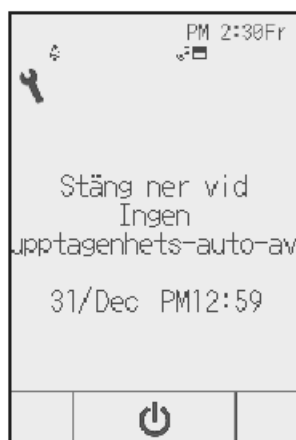 PM 2:30Fr
Stäng ner vid
Ingen
upptagenhets-auto-av
31/Dec PM12:59